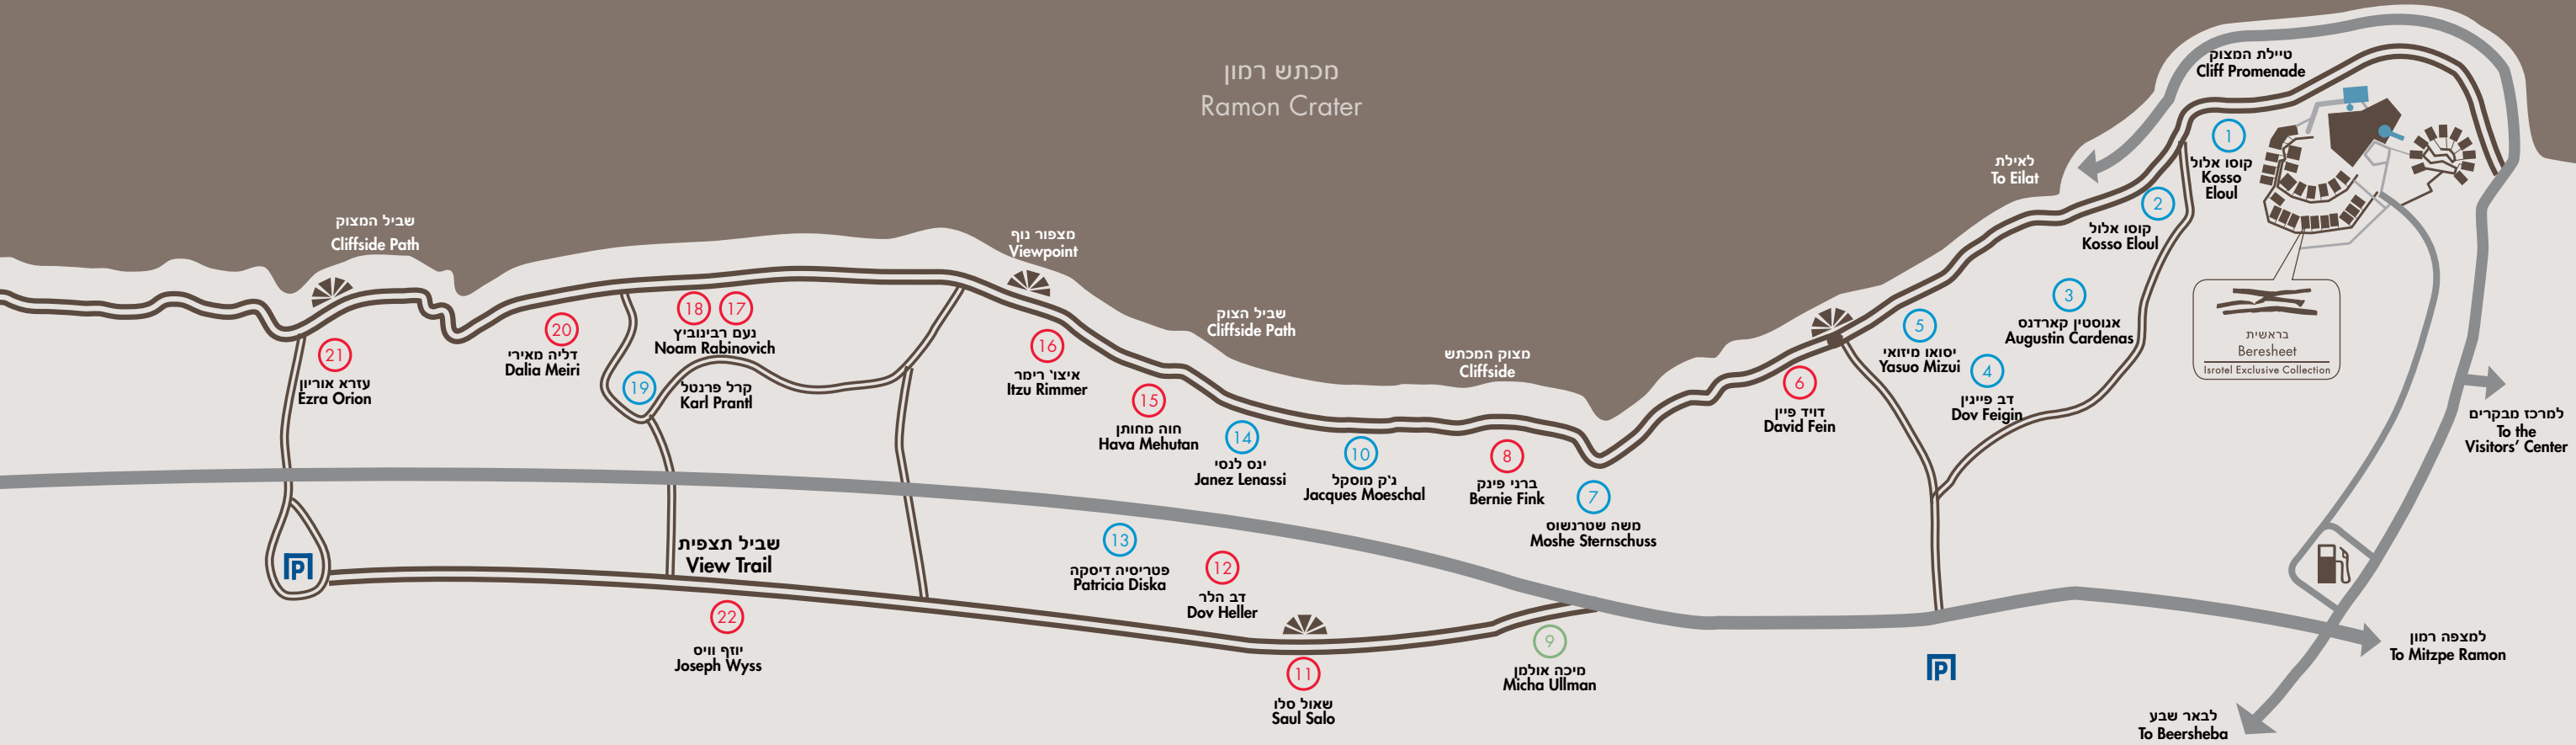 מכתש רמון
Ramon Crater
טיילת המצוק
Cliff Promenade
1
קוסו אלול
Kosso
Eloul
לאילת
To Eilat
2
קוסו אלול
Kosso Eloul
3
אגוסטין קארדנס
Augustin Cardenas
4
דב פייגין
Dov Feigin
5
יסואו מיזואי
Yasuo Mizui
6
דויד פיין
David Fein
בראשית
Beresheet
Isrotel Exclusive Collection
למרכז מבקרים
To the
Visitors' Center
למצפה רמון
To Mitzpe Ramon
לבאר שבע
To Beersheba
P
מצוק המכתש
Cliffside
7
משה שטרנשוס
Moshe Sternschuss
8
ברני פינק
Bernie Fink
9
מיכה אולמן
Micha Ullman
10
ג'ק מוסקל
Jacques Moeschal
שביל הצוק
Cliffside Path
11
שאול סלו
Saul Salo
12
דב הלר
Dov Heller
13
פטריסיה דיסקה
Patricia Diska
14
ינס לנסי
Janez Lenassi
15
חוה מחותן
Hava Mehutan
16
איצו' רימר
Itzu Rimmer
מצפור נוף
Viewpoint
18 17
נעם רבינוביץ
Noam Rabinovich
19
קרל פרנטל
Karl Prantl
20
דליה מאירי
Dalia Meiri
שביל המצוק
Cliffside Path
21
עזרא אוריון
Ezra Orion
P
שביל תצפית
View Trail
22
יוזף וויס
Joseph Wyss